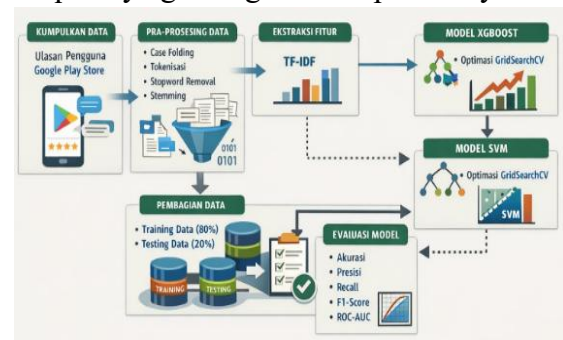 KUMPULKAN DATA
Ulasan Pengguna
Google Play Store
PRA-PROSESING DATA
• Case Folding
• Tokenisasi
• Stopword Removal
• Stemming
0101
0101
EKSTRAKSI FITUR
TF-IDF
MODEL XGBOOST
• Optimasi GridSearchCV
MODEL SVM
• Optimasi GridSearchCV
SVM
PEMBAGIAN DATA
• Training Data (80%)
• Testing Data (20%)
TRAINING
TESTING
EVALUASI MODEL
• Akurasi
• Presisi
• Recall
• F1-Score
• ROC-AUC